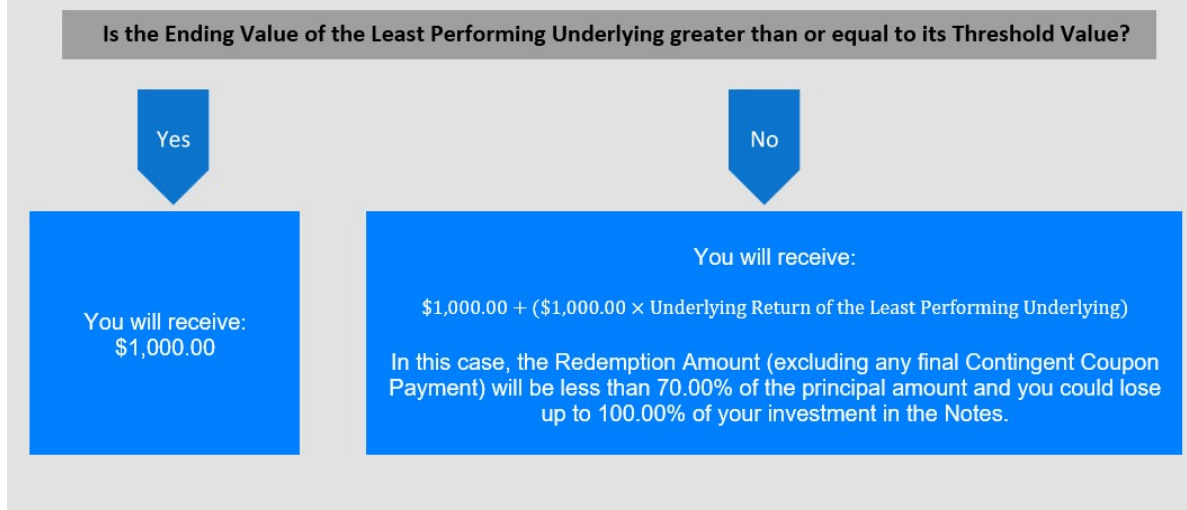 Is the Ending Value of the Least Performing Underlying greater than or equal to its Threshold Value?
Yes
No
You will receive:
$1,000.00
You will receive:
$1,000.00 + ($1,000.00 × Underlying Return of the Least Performing Underlying)
In this case, the Redemption Amount (excluding any final Contingent Coupon
Payment) will be less than 70.00% of the principal amount and you could lose
up to 100.00% of your investment in the Notes.